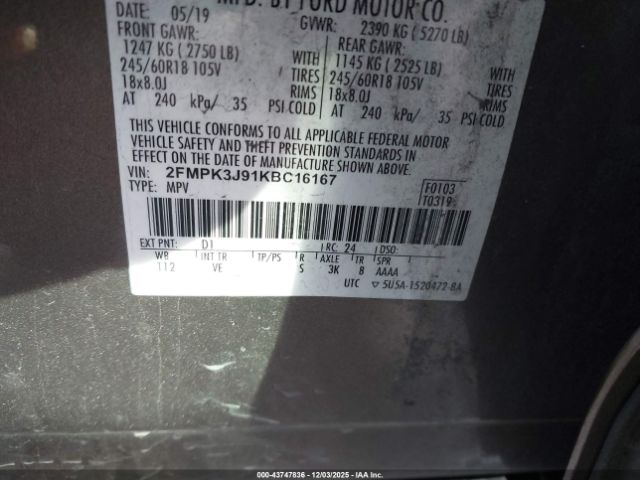 MFD. BY FORD MOTOR CO.
DATE: 05/19 GVWR: 2390 KG ( 5270 LB)
FRONT GAWR: REAR GAWR:
1247 KG ( 2750 LB) WITH 1145 KG ( 2525 LB) WITH
245/60R18 105V TIRES 245/60R18 105V TIRES
18x8.0J RIMS 18x8.0J RIMS
AT 240 kPa/ 35 PSI COLD AT 240 kPa/ 35 PSI COLD
THIS VEHICLE CONFORMS TO ALL APPLICABLE FEDERAL MOTOR
VEHICLE SAFETY AND THEFT PREVENTION STANDARDS IN
EFFECT ON THE DATE OF MANUFACTURE SHOWN ABOVE.
VIN: 2FMPK3J91KBC16167
TYPE: MPV
F0103
T0319
EXT PNT: D1 RC: 24 DSO:
WB INT TR TP/PS R AXLE TR SPR
112 VE S 3K 8 AAAA
UTC ▽ 5U5A-1520472-BA
© IAAI - 43747836 - 12/03/2025 - IAAI.COM